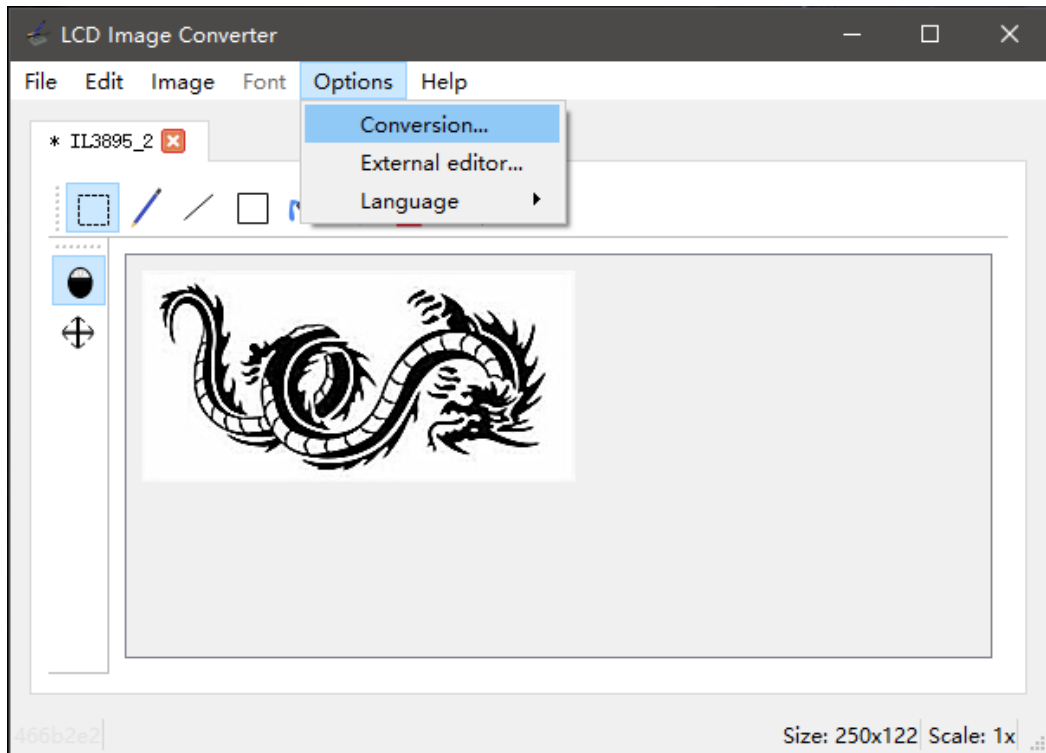 LCD Image Converter
File Edit Image Font Options Help
Conversion...
External editor...
Language
* IL3895_2
466b2e2
Size: 250x122 Scale: 1x